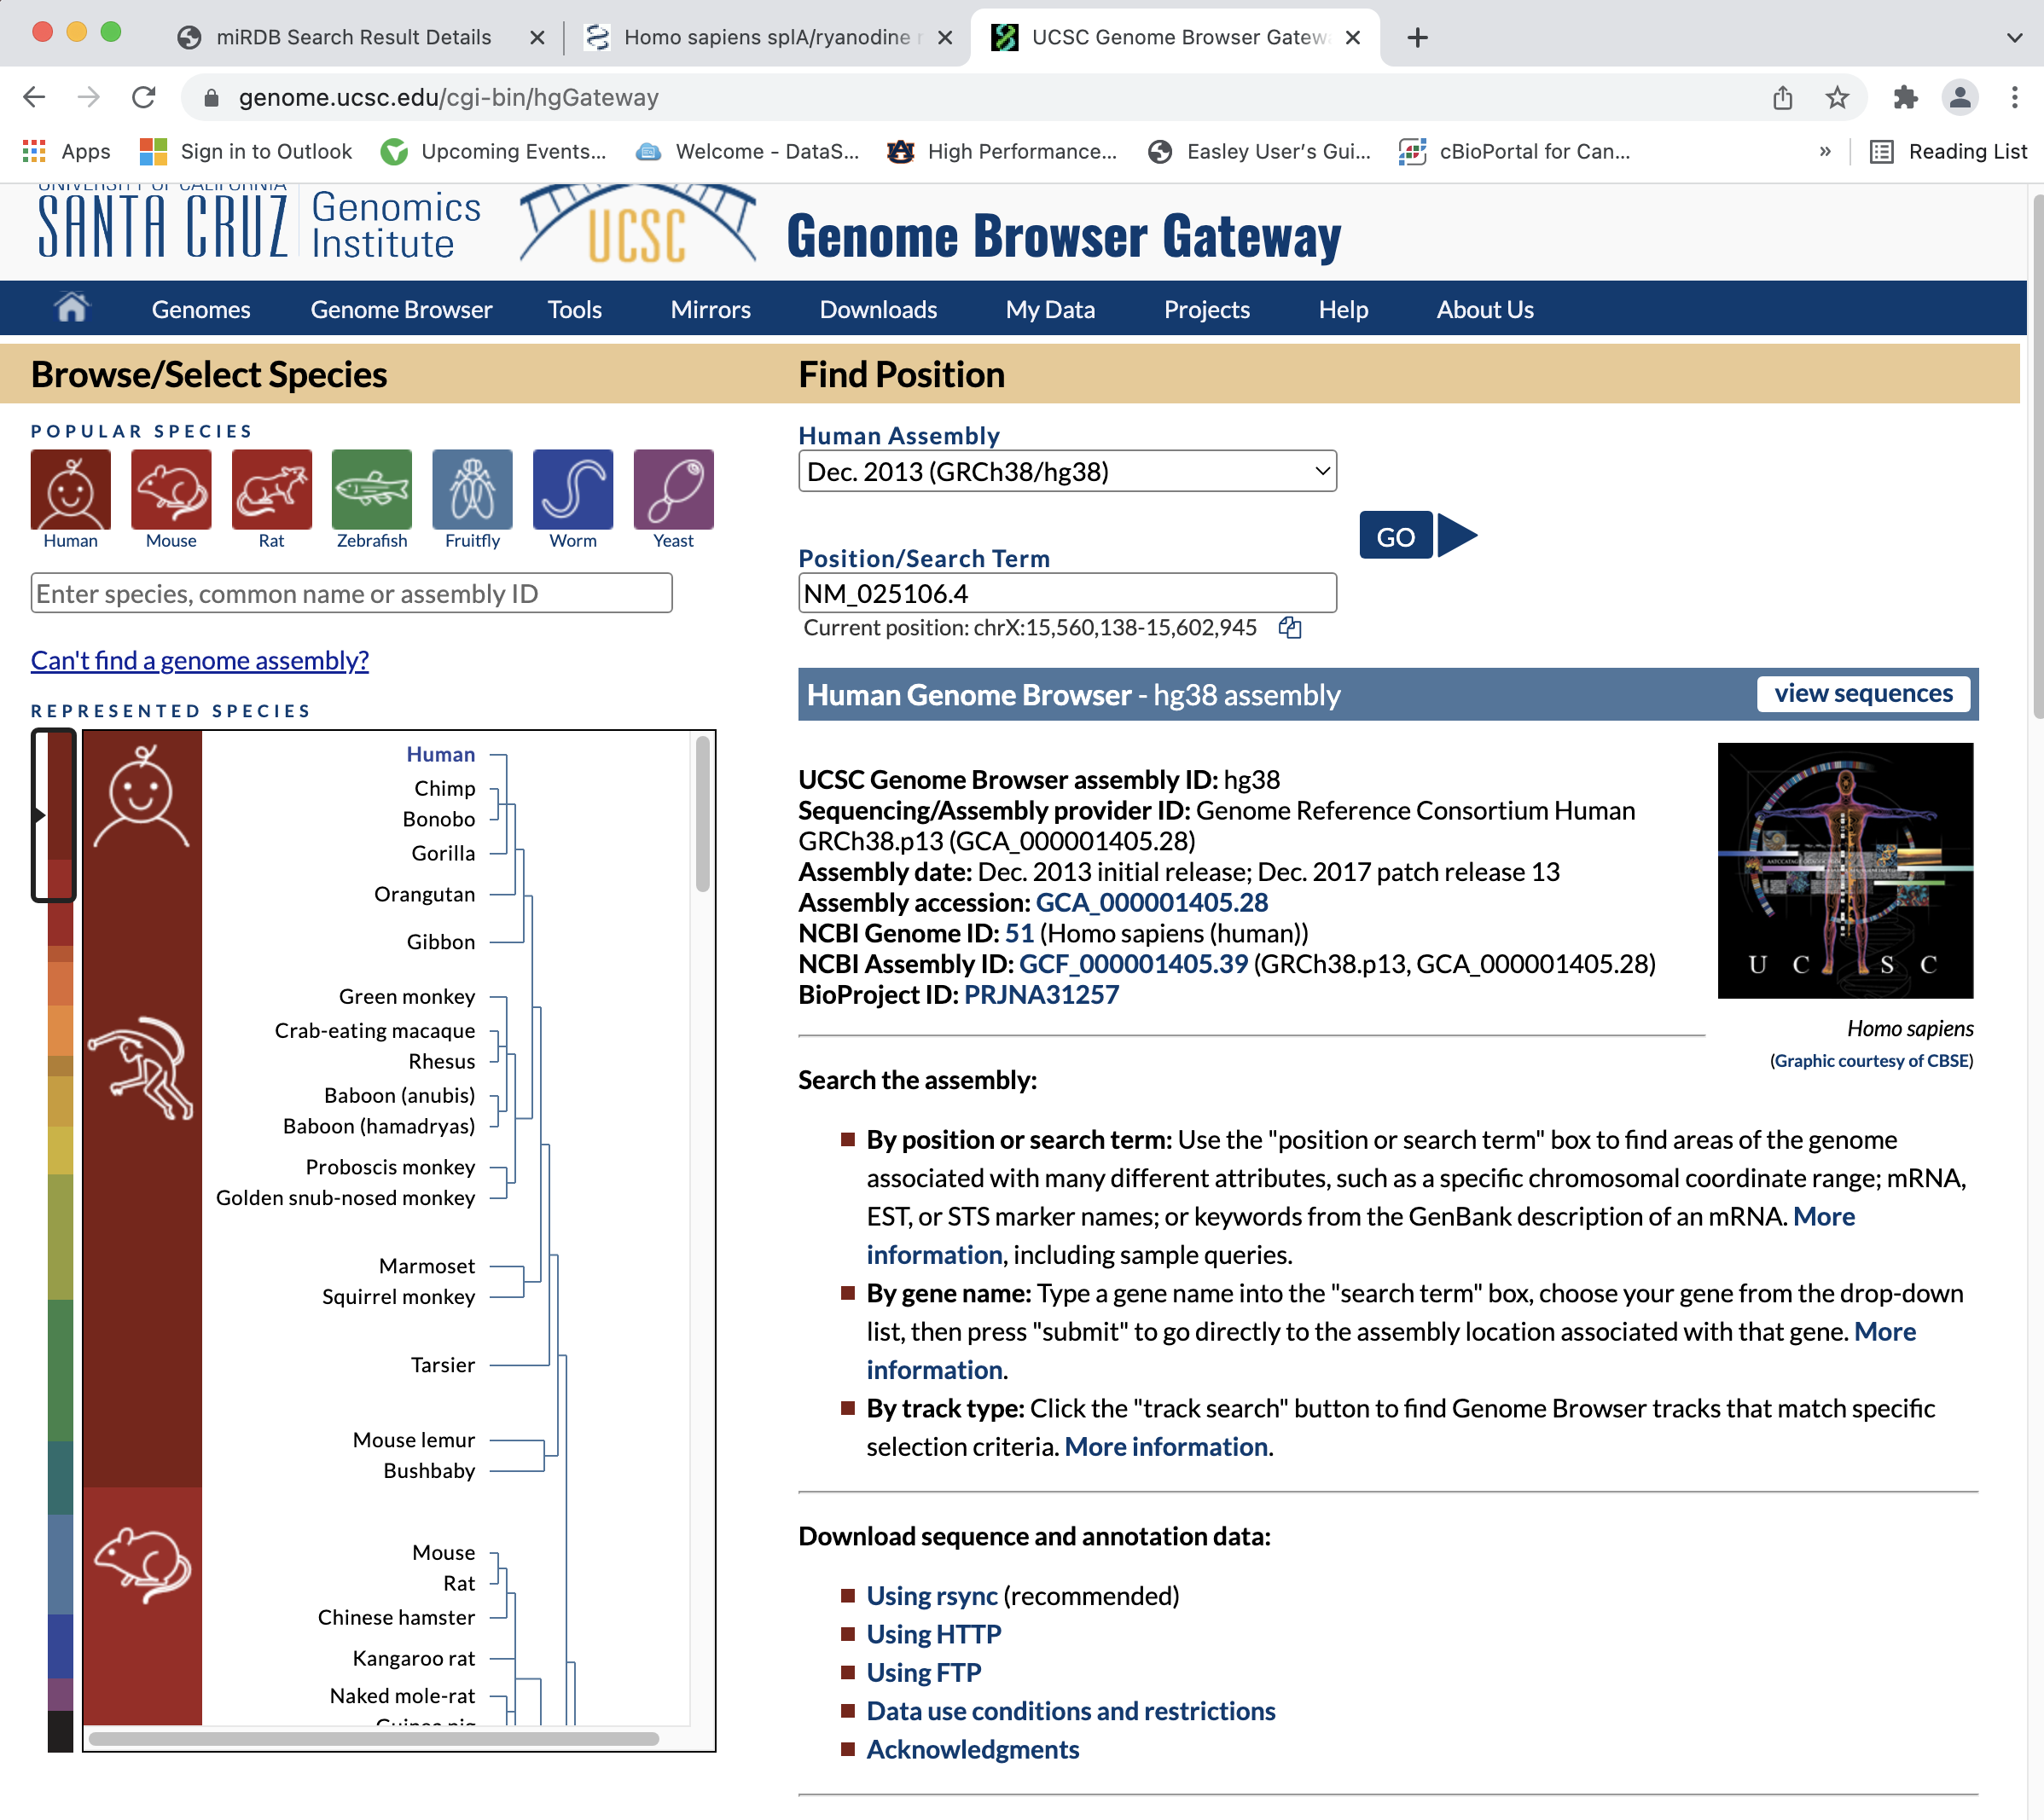 miRDB Search Result Details
Homo sapiens splA/ryanodine
UCSC Genome Browser Gatew
genome.ucsc.edu/cgi-bin/hgGateway
Apps
Sign in to Outlook
Upcoming Events...
Welcome - DataS...
High Performance...
Easley User's Gui...
cBioPortal for Can...
»
Reading List
UNIVERSITY OF CALIFORNIA
SANTA CRUZ
Genomics
Institute
UCSC
Genome Browser Gateway
Genomes
Genome Browser
Tools
Mirrors
Downloads
My Data
Projects
Help
About Us
Browse/Select Species
POPULAR SPECIES
Human
Mouse
Rat
Zebrafish
Fruitfly
Worm
Yeast
Enter species, common name or assembly ID
Can't find a genome assembly?
REPRESENTED SPECIES
Human
Chimp
Bonobo
Gorilla
Orangutan
Gibbon
Green monkey
Crab-eating macaque
Rhesus
Baboon (anubis)
Baboon (hamadryas)
Proboscis monkey
Golden snub-nosed monkey
Marmoset
Squirrel monkey
Tarsier
Mouse lemur
Bushbaby
Mouse
Rat
Chinese hamster
Kangaroo rat
Naked mole-rat
Guinea pig
Find Position
Human Assembly
Dec. 2013 (GRCh38/hg38)
GO
Position/Search Term
NM_025106.4
Current position: chrX:15,560,138-15,602,945
Human Genome Browser - hg38 assembly
view sequences
UCSC Genome Browser assembly ID: hg38
Sequencing/Assembly provider ID: Genome Reference Consortium Human
GRCh38.p13 (GCA_000001405.28)
Assembly date: Dec. 2013 initial release; Dec. 2017 patch release 13
Assembly accession: GCA_000001405.28
NCBI Genome ID: 51 (Homo sapiens (human))
NCBI Assembly ID: GCF_000001405.39 (GRCh38.p13, GCA_000001405.28)
BioProject ID: PRJNA31257
U C S C
Homo sapiens
(Graphic courtesy of CBSE)
Search the assembly:
By position or search term: Use the "position or search term" box to find areas of the genome
associated with many different attributes, such as a specific chromosomal coordinate range; mRNA,
EST, or STS marker names; or keywords from the GenBank description of an mRNA. More
information, including sample queries.
By gene name: Type a gene name into the "search term" box, choose your gene from the drop-down
list, then press "submit" to go directly to the assembly location associated with that gene. More
information.
By track type: Click the "track search" button to find Genome Browser tracks that match specific
selection criteria. More information.
Download sequence and annotation data:
Using rsync (recommended)
Using HTTP
Using FTP
Data use conditions and restrictions
Acknowledgments